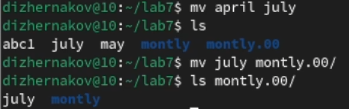 dizhernakov@10:~/lab7$ mv april july
dizhernakov@10:~/lab7$ ls
abc1 july may montly montly.00
dizhernakov@10:~/lab7$ mv july montly.00/
dizhernakov@10:~/lab7$ ls montly.00/
july montly